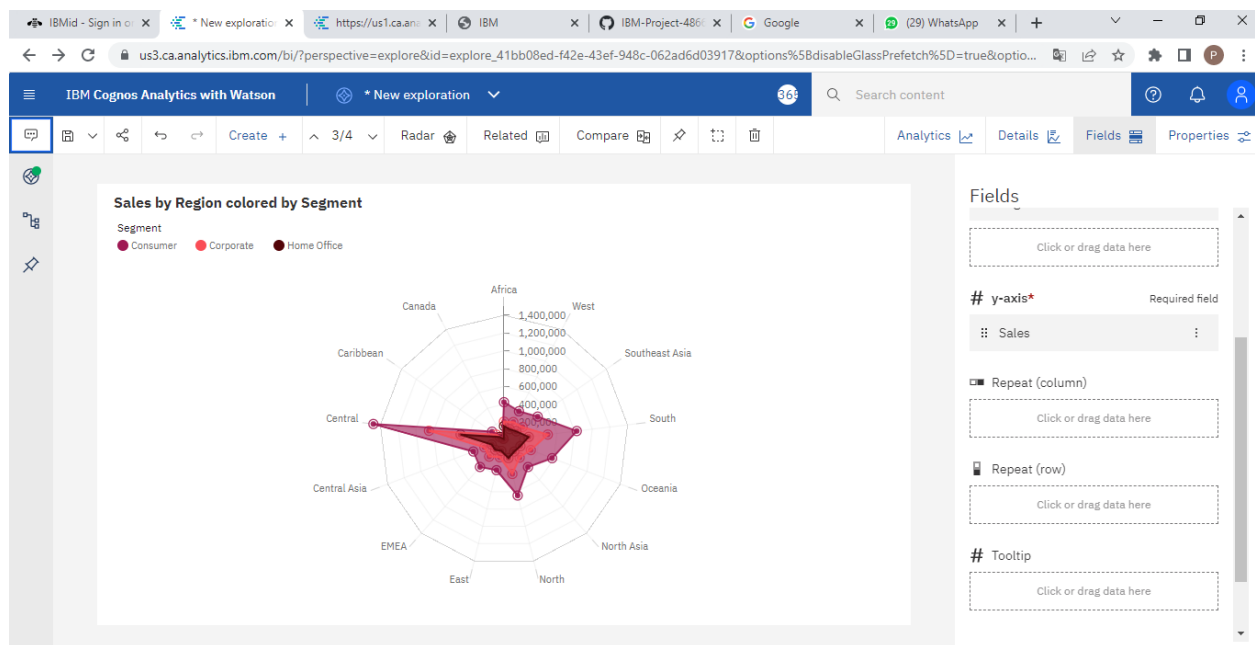 IBMid - Sign in o
* New exploratio
https://us1.ca.ana
IBM
IBM-Project-486
Google
(29) WhatsApp
us3.ca.analytics.ibm.com/bi/?perspective=explore&id=explore_41bb08ed-f42e-43ef-948c-062ad6d03917&options%5BdisableGlassPrefetch%5D=true&optio...
P
IBM Cognos Analytics with Watson
* New exploration
365
Search content
Create +
3/4
Radar
Related
Compare
Analytics
Details
Fields
Properties
Sales by Region colored by Segment
Segment
Consumer Corporate Home Office
Africa
Canada
West
1,400,000
1,200,000
1,000,000
Caribbean
Southeast Asia
800,000
600,000
400,000
200,000
Central
South
Central Asia
Oceania
EMEA
North Asia
East
North
Fields
Click or drag data here
# y-axis*
Required field
Sales
Repeat (column)
Click or drag data here
Repeat (row)
Click or drag data here
# Tooltip
Click or drag data here